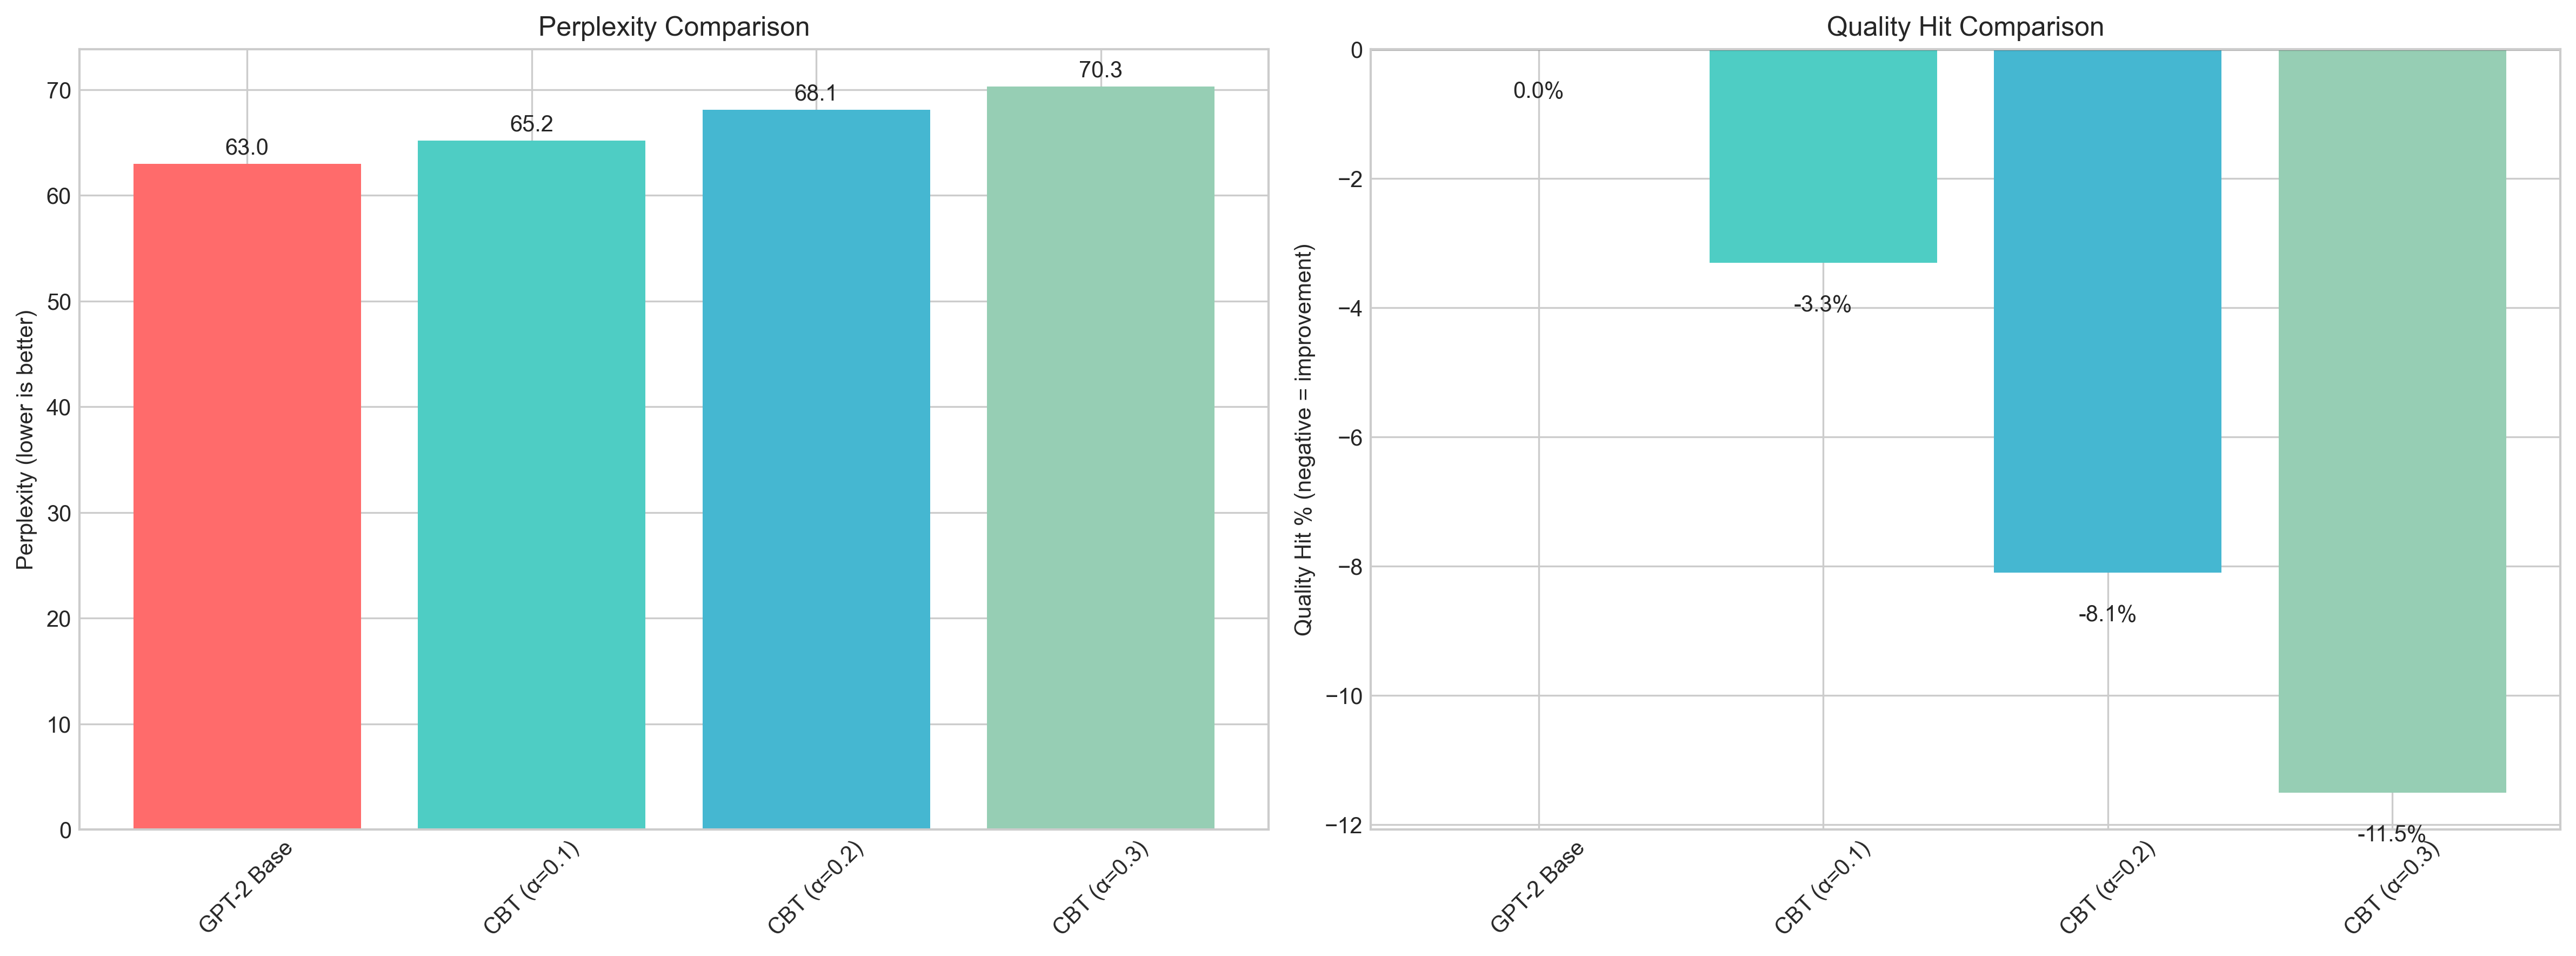 Perplexity Comparison
Perplexity (lower is better)
70
60
50
40
30
20
10
0
63.0
65.2
68.1
70.3
GPT-2 Base
CBT (α=0.1)
CBT (α=0.2)
CBT (α=0.3)
Quality Hit Comparison
Quality Hit % (negative = improvement)
0
−2
−4
−6
−8
−10
−12
0.0%
-3.3%
-8.1%
-11.5%
GPT-2 Base
CBT (α=0.1)
CBT (α=0.2)
CBT (α=0.3)